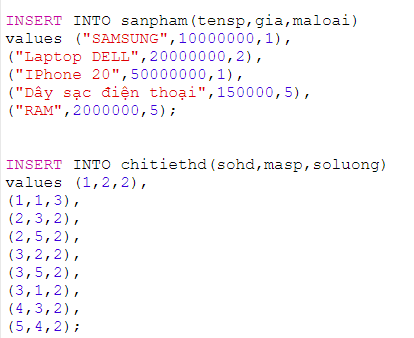 INSERT INTO sanpham(tensp,gia,maloai)
values ("SAMSUNG",10000000,1),
("Laptop DELL",20000000,2),
("IPhone 20",50000000,1),
("Dây sạc điện thoại",150000,5),
("RAM",2000000,5);
INSERT INTO chitiethd(sohd,masp,soluong)
values (1,2,2),
(1,1,3),
(2,3,2),
(2,5,2),
(3,2,2),
(3,5,2),
(3,1,2),
(4,3,2),
(5,4,2);